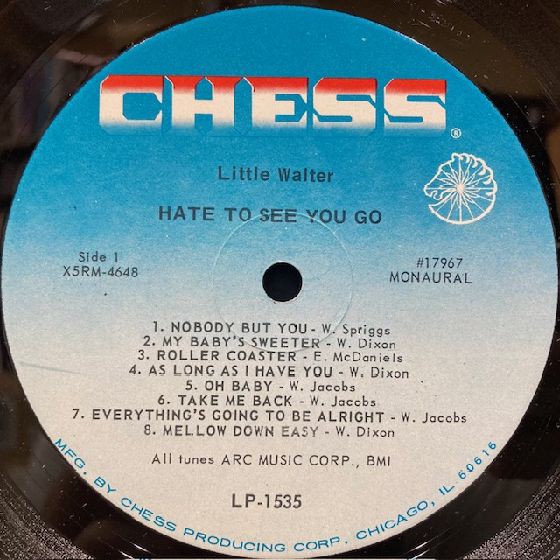 CHESS
®
Little Walter
HATE TO SEE YOU GO
Side 1
X5RM-4648
#17967
MONAURAL
1. NOBODY BUT YOU - W. Spriggs
2. MY BABY'S SWEETER - W. Dixon
3. ROLLER COASTER - E. McDaniels
4. AS LONG AS I HAVE YOU - W. Dixon
5. OH BABY - W. Jacobs
6. TAKE ME BACK - W. Jacobs
7. EVERYTHING'S GOING TO BE ALRIGHT - W. Jacobs
8. MELLOW DOWN EASY - W. Dixon
All tunes ARC MUSIC CORP., BMI
LP-1535
MFG. BY CHESS PRODUCING CORP. CHICAGO, IL 60616